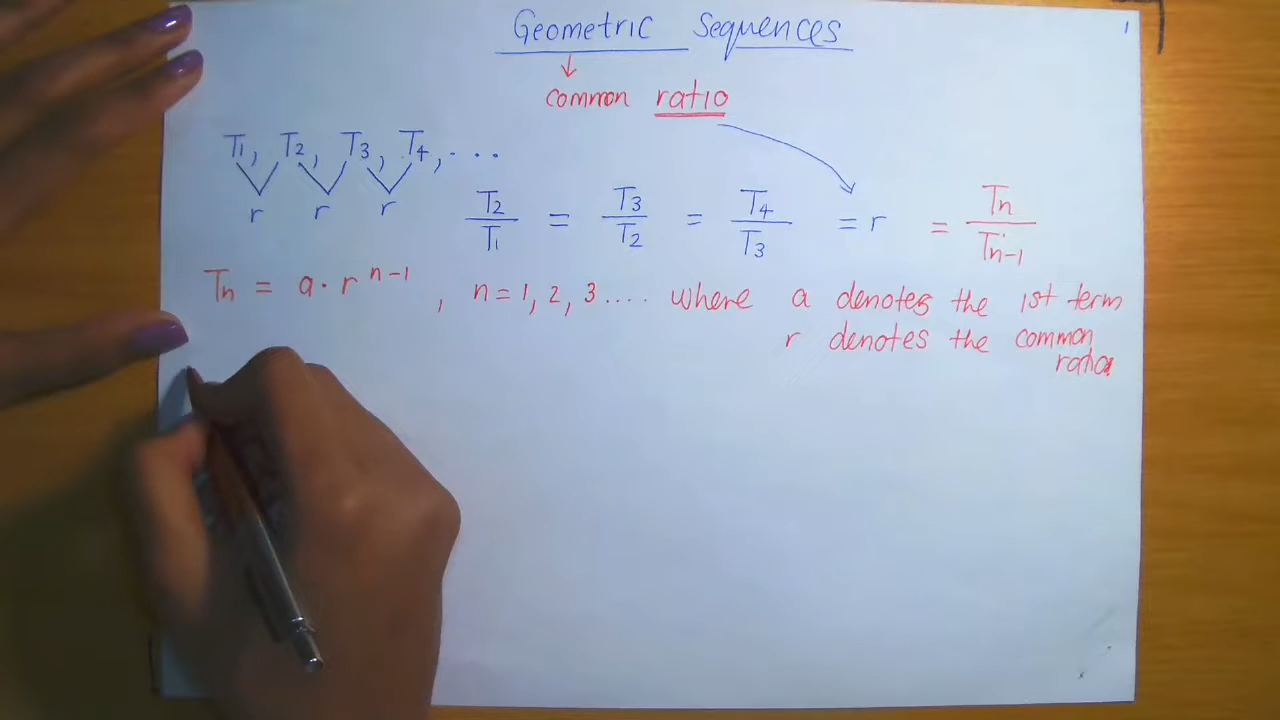 Geometric Sequences
1
common ratio
T1, T2, T3, T4, ...
r r r
T2/T1 = T3/T2 = T4/T3 = r = Tn/Tn-1
Tn = a · r^n-1 , n = 1, 2, 3 .... where a denotes the 1st term
r denotes the common
ratio.